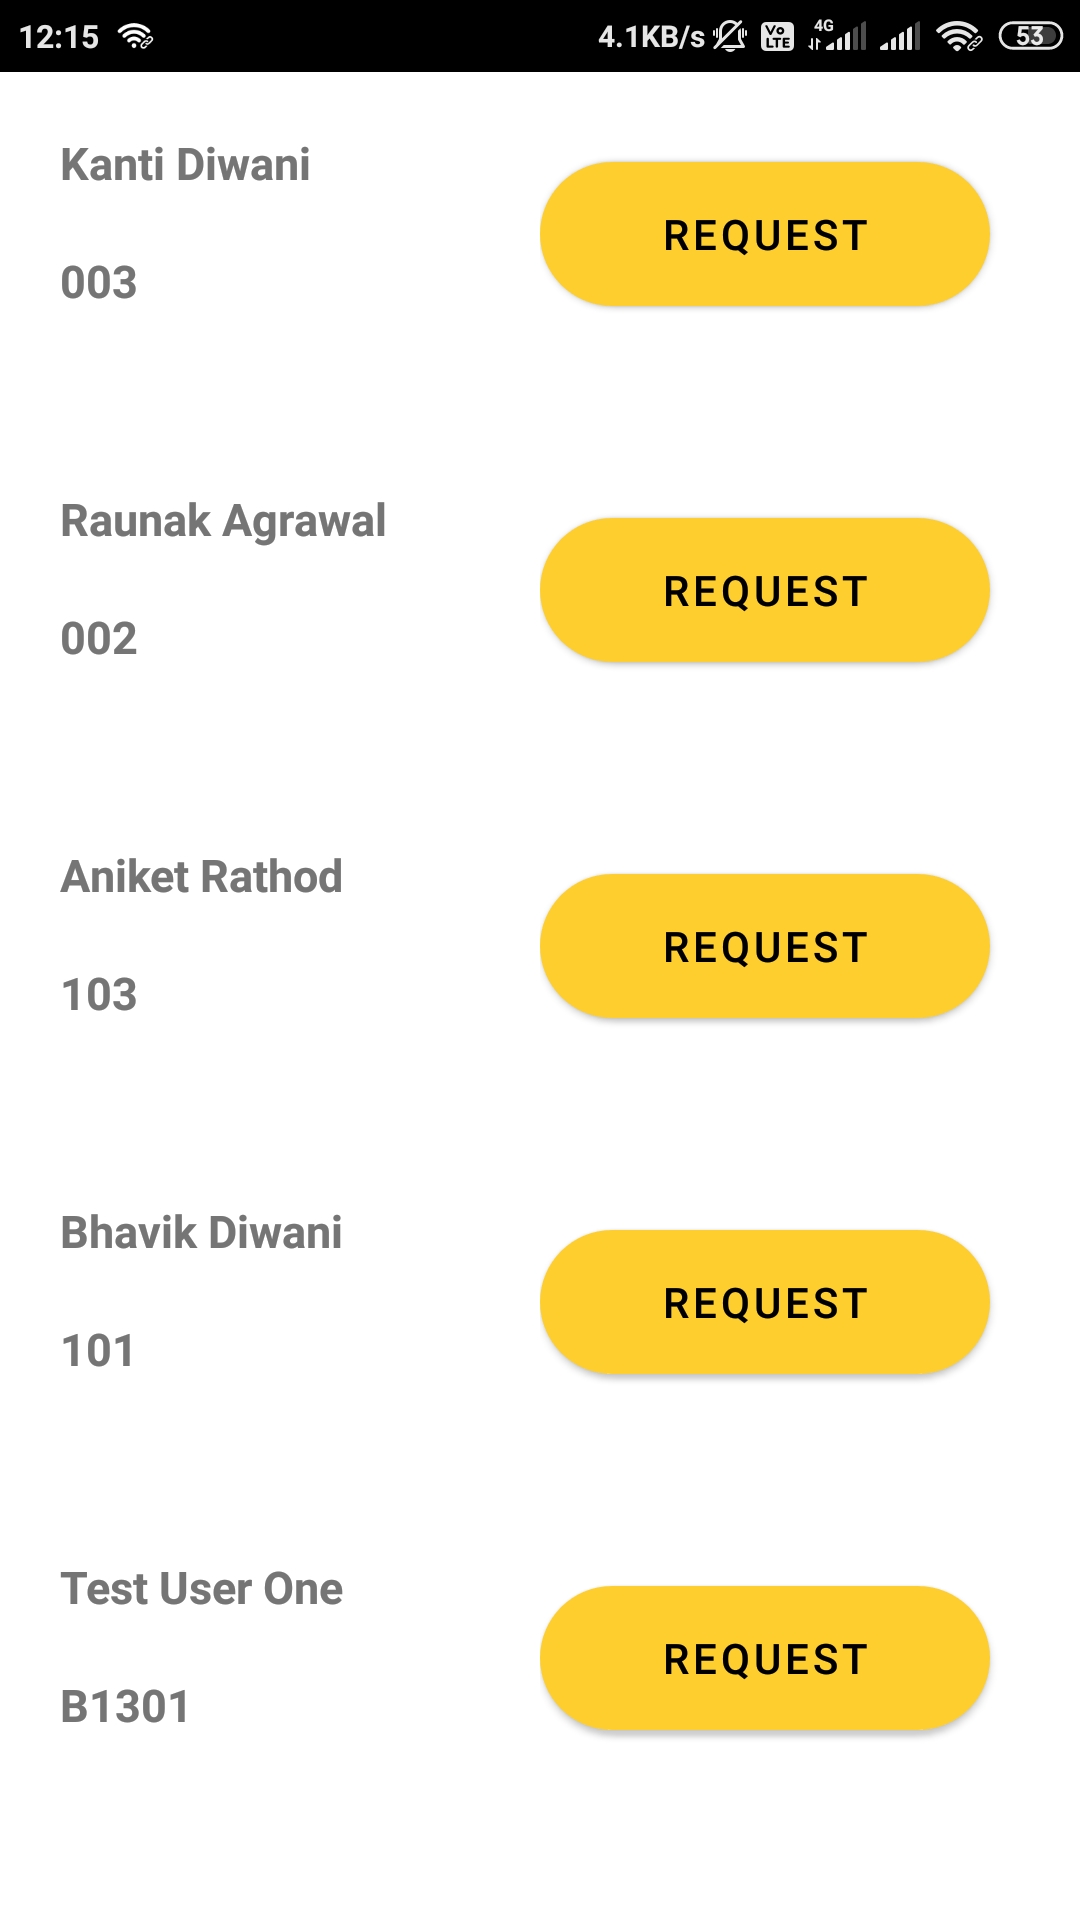 12:15 4.1KB/s Vo LTE 4G 53
Kanti Diwani
REQUEST
003
Raunak Agrawal
REQUEST
002
Aniket Rathod
REQUEST
103
Bhavik Diwani
REQUEST
101
Test User One
REQUEST
B1301